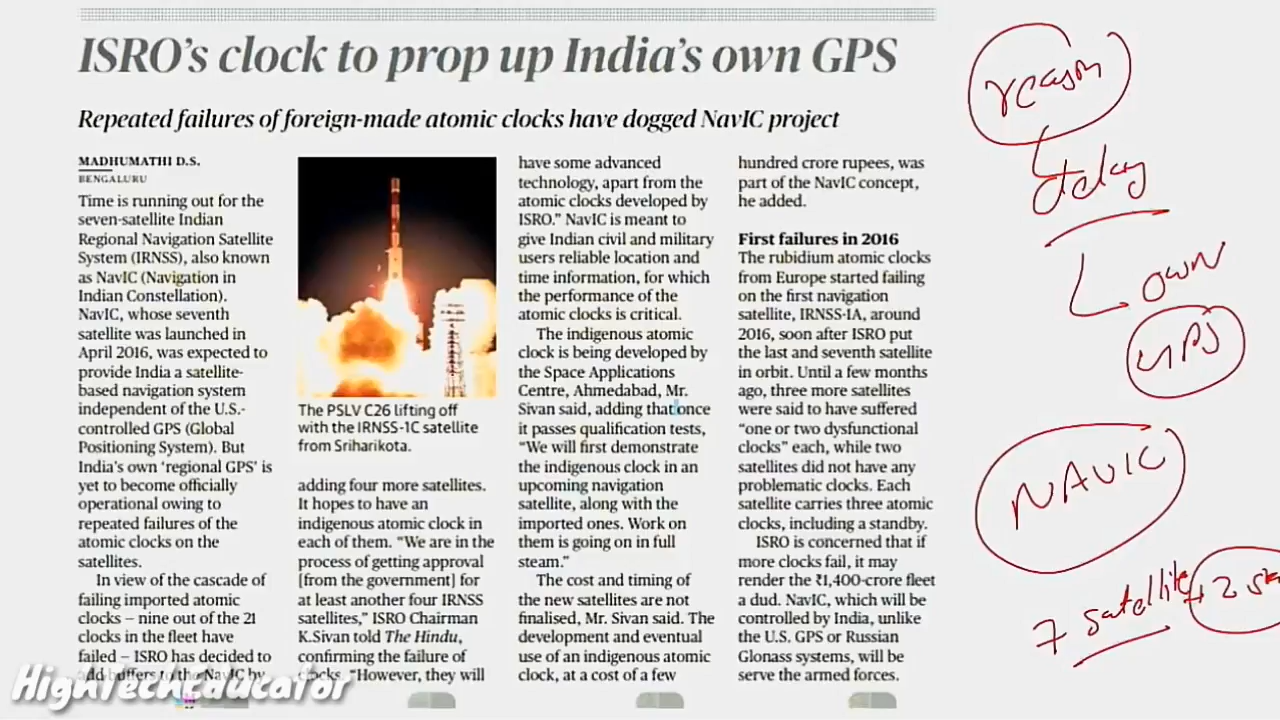 ISRO's clock to prop up India's own GPS
Repeated failures of foreign-made atomic clocks have dogged NavIC project
MADHUMATHI D.S.
BENGALURU
Time is running out for the
seven-satellite Indian
Regional Navigation Satellite
System (IRNSS), also known
as NavIC (Navigation in
Indian Constellation).
NavIC, whose seventh
satellite was launched in
April 2016, was expected to
provide India a satellite-
based navigation system
independent of the U.S.-
controlled GPS (Global
Positioning System). But
India's own 'regional GPS' is
yet to become officially
operational owing to
repeated failures of the
atomic clocks on the
satellites.
In view of the cascade of
failing imported atomic
clocks – nine out of the 21
clocks in the fleet have
failed – ISRO has decided to
add buffers to the NavIC by
The PSLV C26 lifting off
with the IRNSS-1C satellite
from Sriharikota.
adding four more satellites.
It hopes to have an
indigenous atomic clock in
each of them. “We are in the
process of getting approval
[from the government] for
at least another four IRNSS
satellites,” ISRO Chairman
K.Sivan told The Hindu,
confirming the failure of
clocks. “However, they will
have some advanced
technology, apart from the
atomic clocks developed by
ISRO.” NavIC is meant to
give Indian civil and military
users reliable location and
time information, for which
the performance of the
atomic clocks is critical.
The indigenous atomic
clock is being developed by
the Space Applications
Centre, Ahmedabad, Mr.
Sivan said, adding that once
it passes qualification tests,
“We will first demonstrate
the indigenous clock in an
upcoming navigation
satellite, along with the
imported ones. Work on
them is going on in full
steam.”
The cost and timing of
the new satellites are not
finalised, Mr. Sivan said. The
development and eventual
use of an indigenous atomic
clock, at a cost of a few
hundred crore rupees, was
part of the NavIC concept,
he added.
First failures in 2016
The rubidium atomic clocks
from Europe started failing
on the first navigation
satellite, IRNSS-1A, around
2016, soon after ISRO put
the last and seventh satellite
in orbit. Until a few months
ago, three more satellites
were said to have suffered
“one or two dysfunctional
clocks” each, while two
satellites did not have any
problematic clocks. Each
satellite carries three atomic
clocks, including a standby.
ISRO is concerned that if
more clocks fail, it may
render the ₹1,400-crore fleet
a dud. NavIC, which will be
controlled by India, unlike
the U.S. GPS or Russian
Glonass systems, will be
serve the armed forces.
reason
delay
own
GPS
NAVIC
7 satellite + 2
HighTechEducator